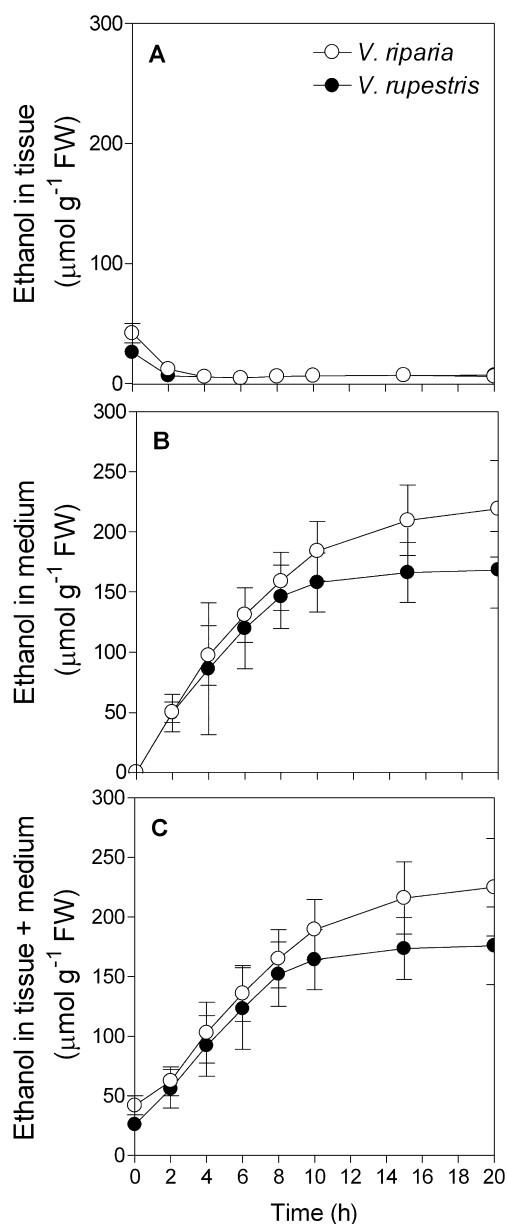 300
A
V. riparia
V. rupestris
200
100
0
Ethanol in tissue
(μmol g⁻¹ FW)
300
B
250
200
150
100
50
0
Ethanol in medium
(μmol g⁻¹ FW)
300
C
250
200
150
100
50
0
Ethanol in tissue + medium
(μmol g⁻¹ FW)
0 2 4 6 8 10 12 14 16 18 20
Time (h)